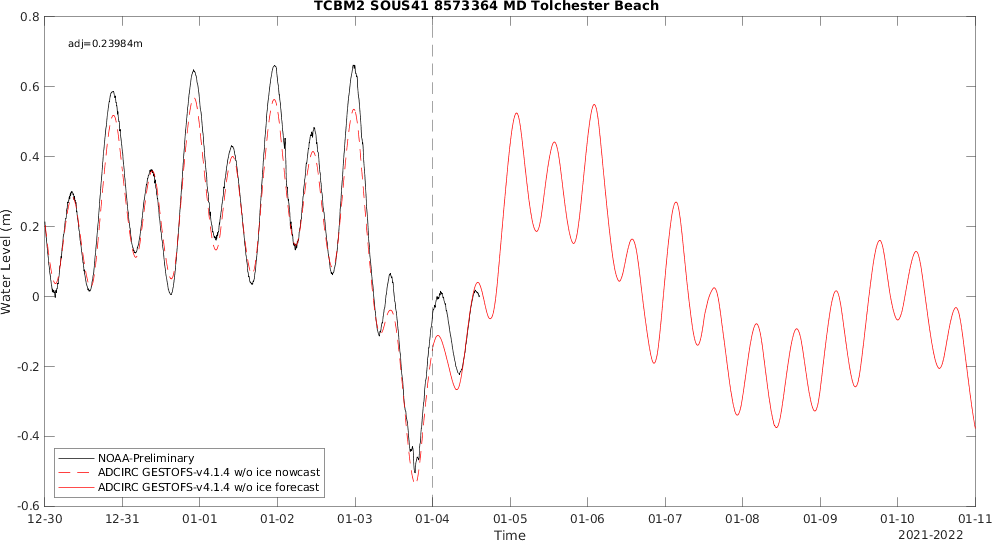 TCBM2 SOUS41 8573364 MD Tolchester Beach
adj=0.23984m
Water Level (m)
0.8
0.6
0.4
0.2
0
-0.2
-0.4
-0.6
NOAA-Preliminary
ADCIRC GESTOFS-v4.1.4 w/o ice nowcast
ADCIRC GESTOFS-v4.1.4 w/o ice forecast
12-30 12-31 01-01 01-02 01-03 01-04 01-05 01-06 01-07 01-08 01-09 01-10 01-11
Time
2021-2022